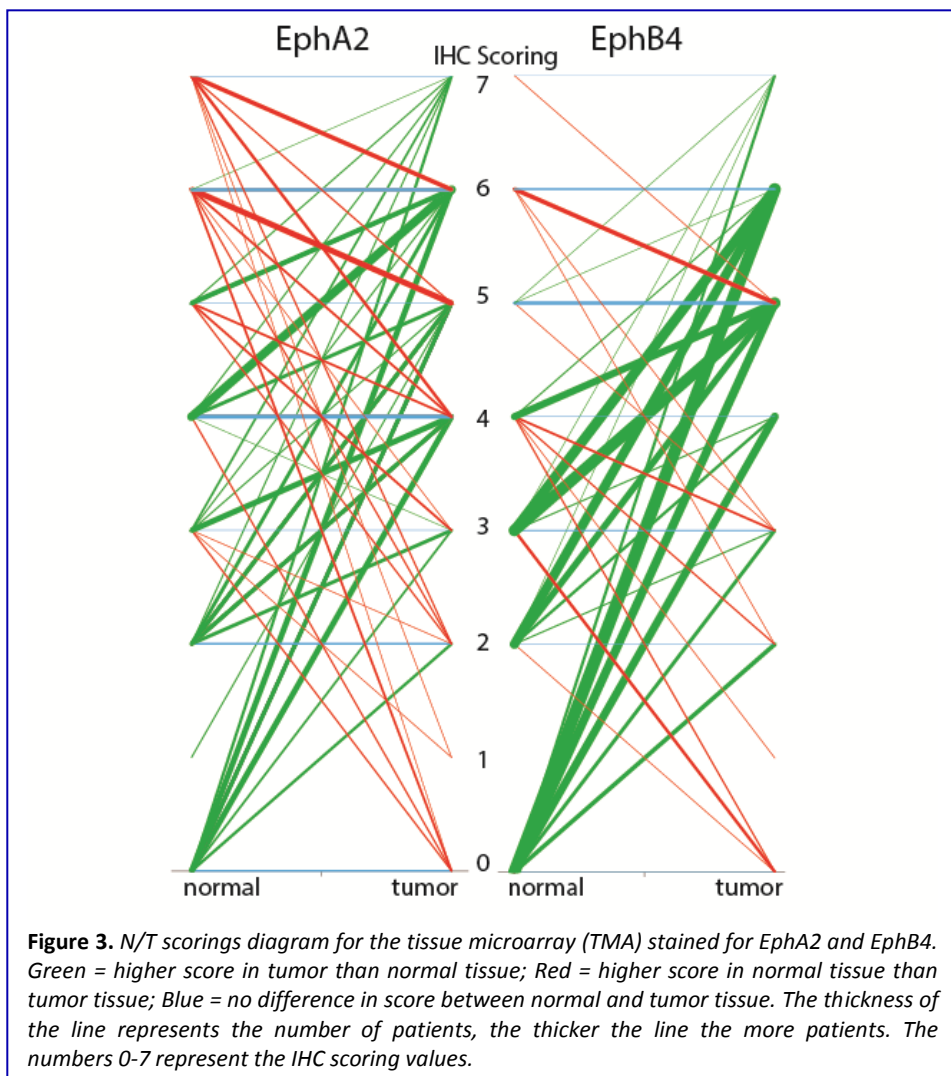 EphA2
IHC Scoring
EphB4
7
6
5
4
3
2
1
0
normal
tumor
normal
tumor
Figure 3. N/T scorings diagram for the tissue microarray (TMA) stained for EphA2 and EphB4.
Green = higher score in tumor than normal tissue; Red = higher score in normal tissue than
tumor tissue; Blue = no difference in score between normal and tumor tissue. The thickness of
the line represents the number of patients, the thicker the line the more patients. The
numbers 0-7 represent the IHC scoring values.